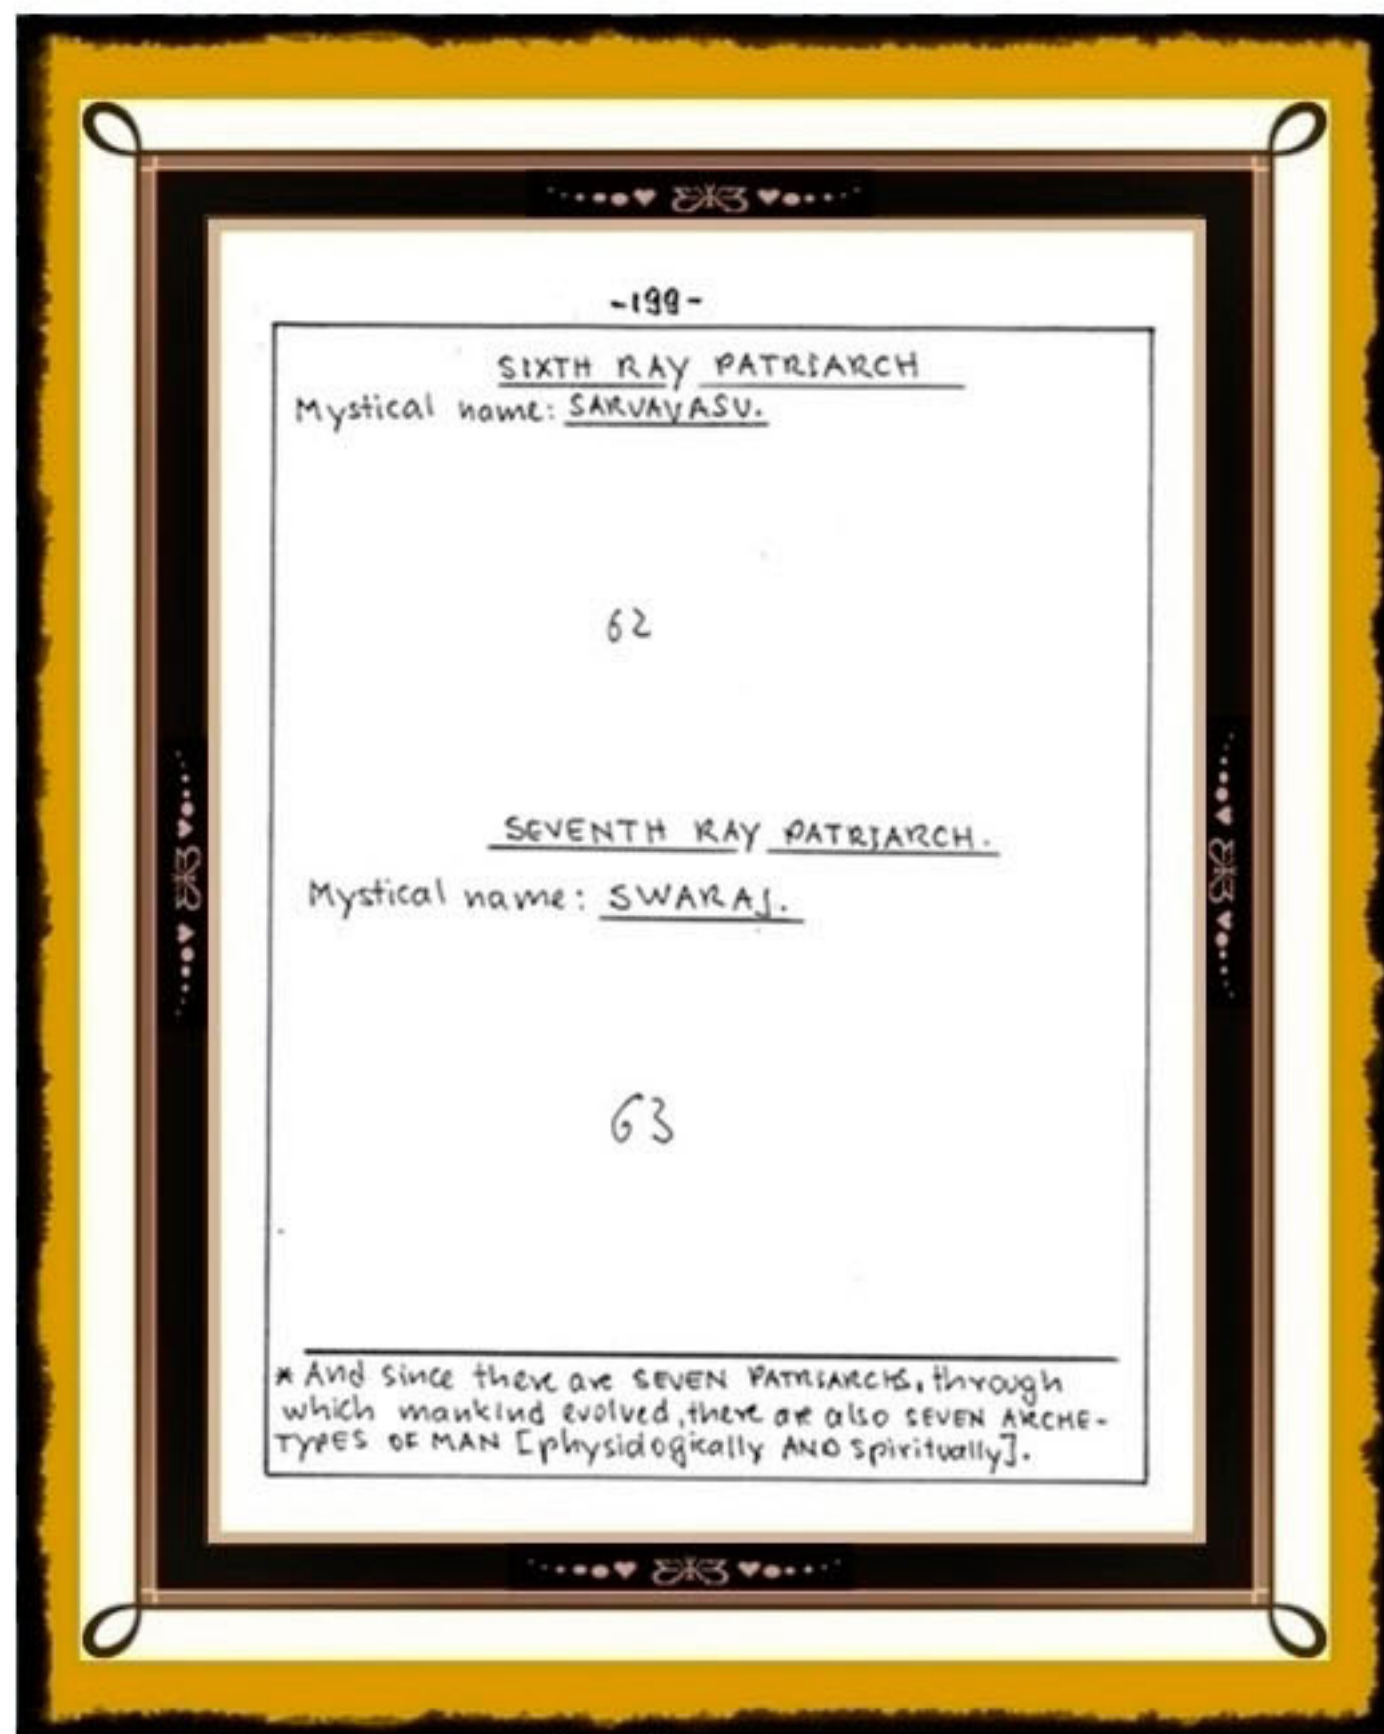 -199-
SIXTH RAY PATRIARCH
Mystical name: SARVAVASU.
62
SEVENTH RAY PATRIARCH.
Mystical name: SWARAJ.
63
* And since there are SEVEN PATRIARCHS, through
which mankind evolved, there are also SEVEN ARCHE-
TYPES OF MAN [physiologically AND spiritually].